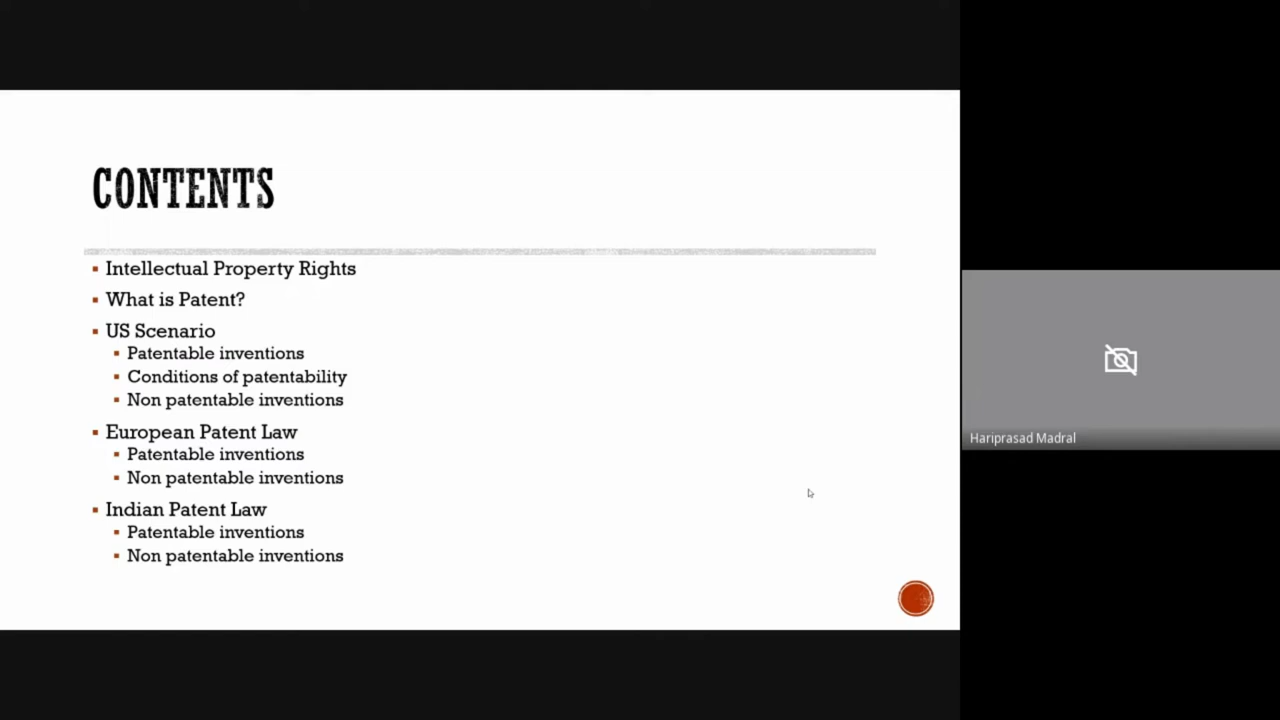 CONTENTS
Intellectual Property Rights
What is Patent?
US Scenario
Patentable inventions
Conditions of patentability
Non patentable inventions
European Patent Law
Patentable inventions
Non patentable inventions
Indian Patent Law
Patentable inventions
Non patentable inventions
Hariprasad Madral